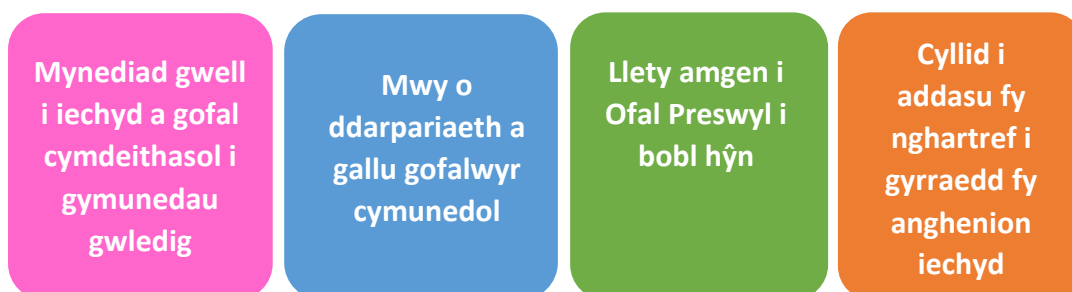 Mynediad gwell
i iechyd a gofal
cymdeithasol i
gymunedau
gwledig
Mwy o
ddarpariaeth a
gallu gofalwyr
cymunedol
Llety amgen i
Ofal Preswyl i
bobl hŷn
Cyllid i
addasu fy
nghartref i
gyrraedd fy
anghenion
iechyd